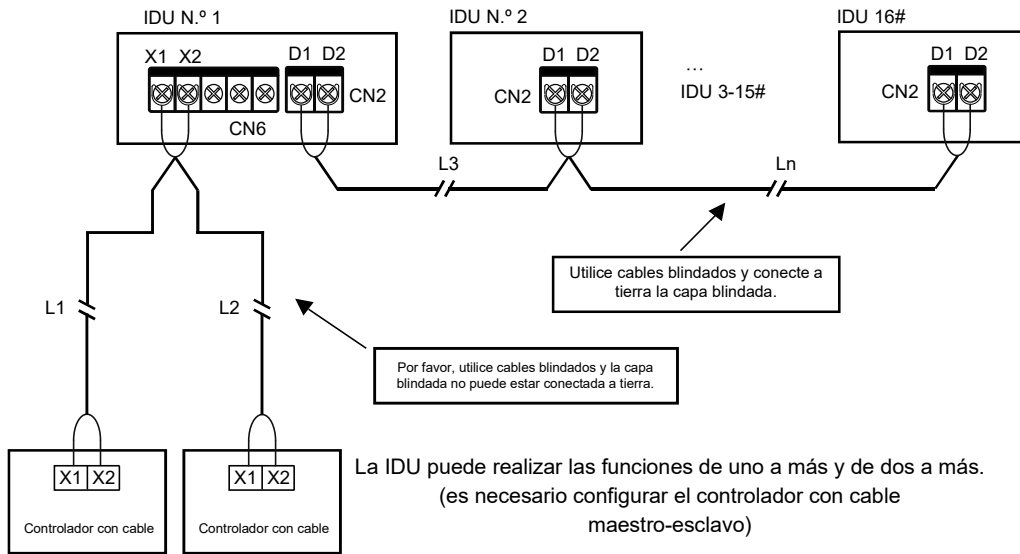 IDU N.º 1
IDU N.º 2
IDU 16#
X1 X2
D1 D2
CN2
CN6
D1 D2
CN2
…
IDU 3-15#
D1 D2
CN2
L3
Ln
Utilice cables blindados y conecte a
tierra la capa blindada.
L1
L2
Por favor, utilice cables blindados y la capa
blindada no puede estar conectada a tierra.
X1 X2
Controlador con cable
X1 X2
Controlador con cable
La IDU puede realizar las funciones de uno a más y de dos a más.
(es necesario configurar el controlador con cable
maestro-esclavo)